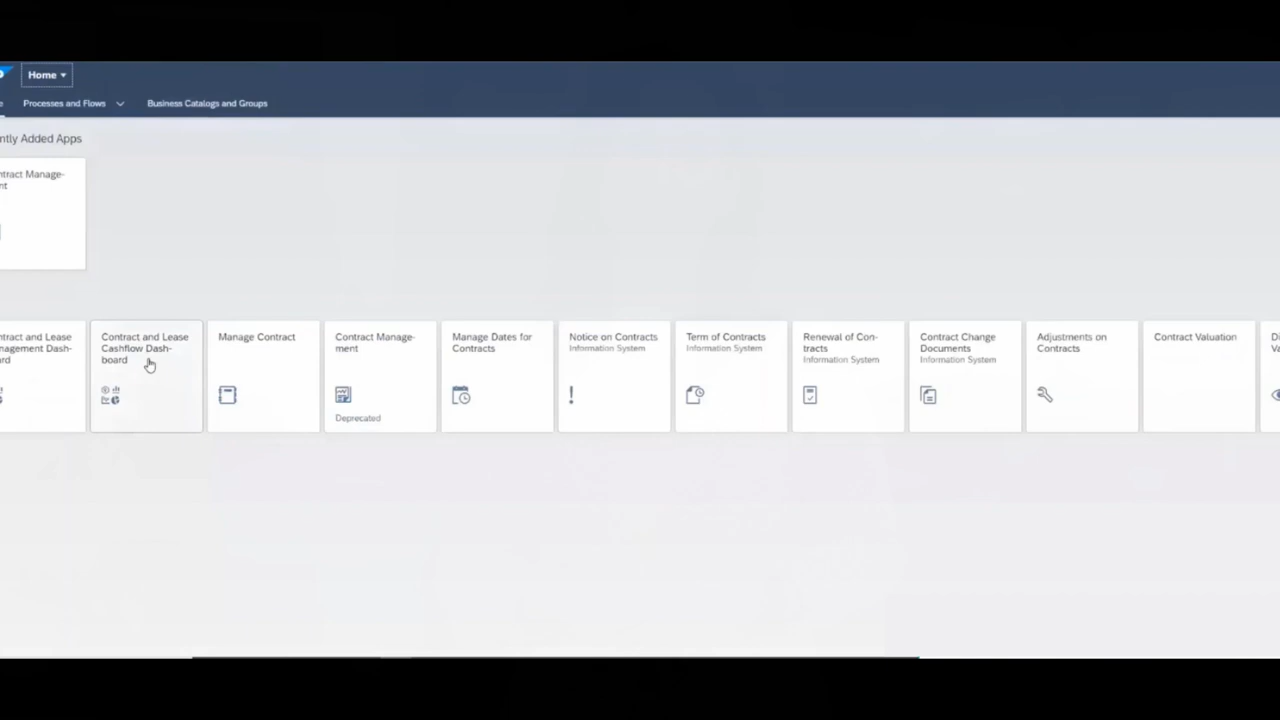 Home
Processes and Flows
Business Catalogs and Groups
ntly Added Apps
ntract Manage-
nt
ntract and Lease
nagement Dash-
rd
Contract and Lease
Cashflow Dash-
board
Manage Contract
Contract Manage-
ment
Deprecated
Manage Dates for
Contracts
Notice on Contracts
Information System
Term of Contracts
Information System
Renewal of Con-
tracts
Information System
Contract Change
Documents
Information System
Adjustments on
Contracts
Contract Valuation
Di
Va